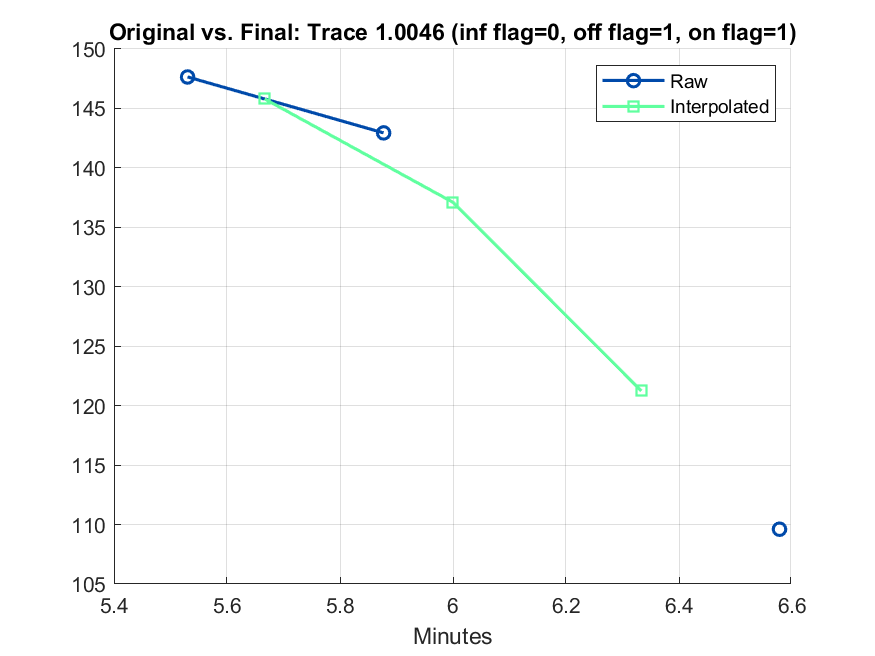 Original vs. Final: Trace 1.0046 (inf flag=0, off flag=1, on flag=1)
150
145
140
135
130
125
120
115
110
105
Raw
Interpolated
5.4 5.6 5.8 6 6.2 6.4 6.6
Minutes